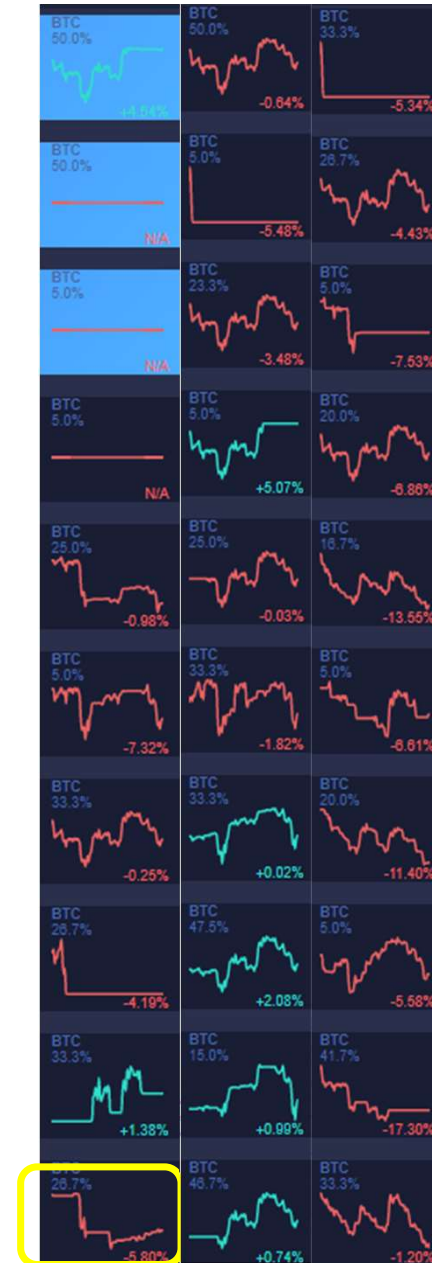 BTC
50.0%
+4.64%
BTC
50.0%
-0.64%
BTC
33.3%
-5.34%
BTC
50.0%
N/A
BTC
5.0%
-5.48%
BTC
26.7%
-4.43%
BTC
5.0%
N/A
BTC
23.3%
-3.48%
BTC
5.0%
-7.53%
BTC
5.0%
N/A
BTC
5.0%
+5.07%
BTC
20.0%
-6.86%
BTC
25.0%
-0.98%
BTC
25.0%
-0.03%
BTC
16.7%
-13.55%
BTC
5.0%
-7.32%
BTC
33.3%
-1.82%
BTC
5.0%
-6.61%
BTC
33.3%
-0.25%
BTC
33.3%
+0.02%
BTC
20.0%
-11.40%
BTC
26.7%
-4.19%
BTC
47.5%
+2.08%
BTC
5.0%
-5.58%
BTC
33.3%
+1.38%
BTC
15.0%
+0.99%
BTC
41.7%
-17.30%
BTC
26.7%
-5.80%
BTC
46.7%
+0.74%
BTC
33.3%
-1.20%